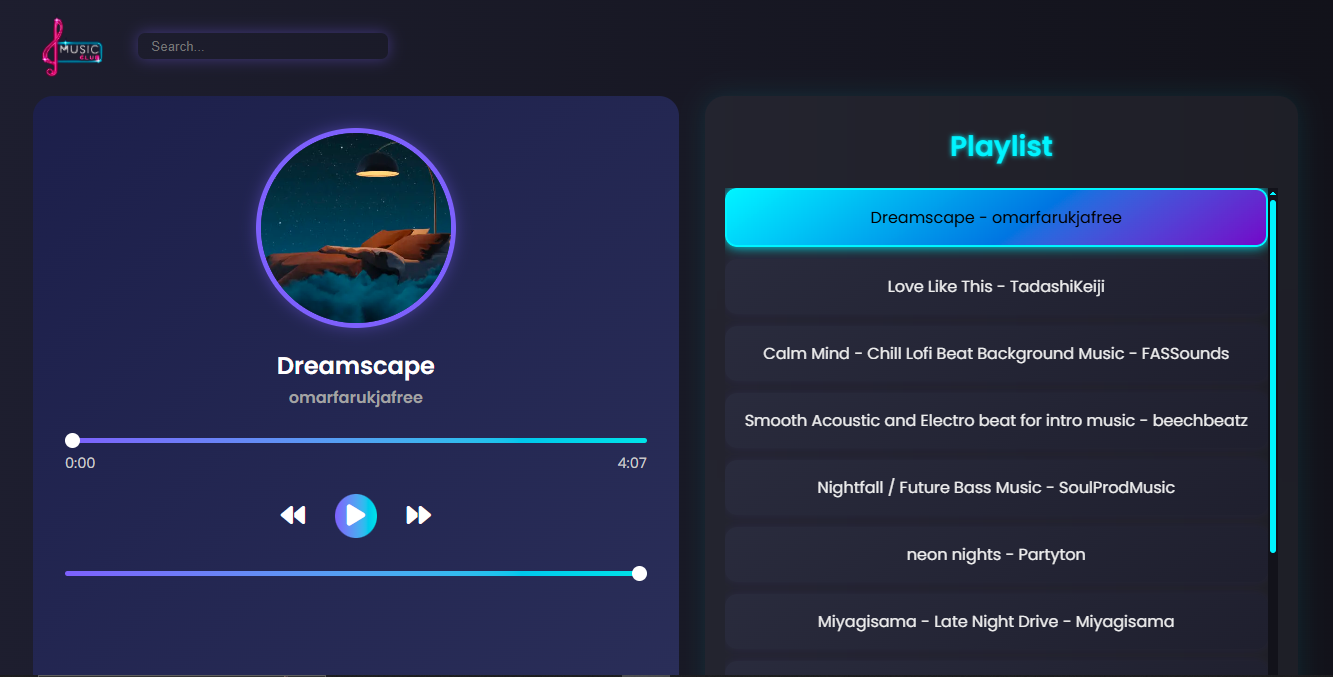 MUSIC
CLUB
Search...
Dreamscape
omarfarukjafree
0:00
4:07
Playlist
Dreamscape - omarfarukjafree
Love Like This - TadashiKeiji
Calm Mind - Chill Lofi Beat Background Music - FASSounds
Smooth Acoustic and Electro beat for intro music - beechbeatz
Nightfall / Future Bass Music - SoulProdMusic
neon nights - Partyton
Miyagisama - Late Night Drive - Miyagisama